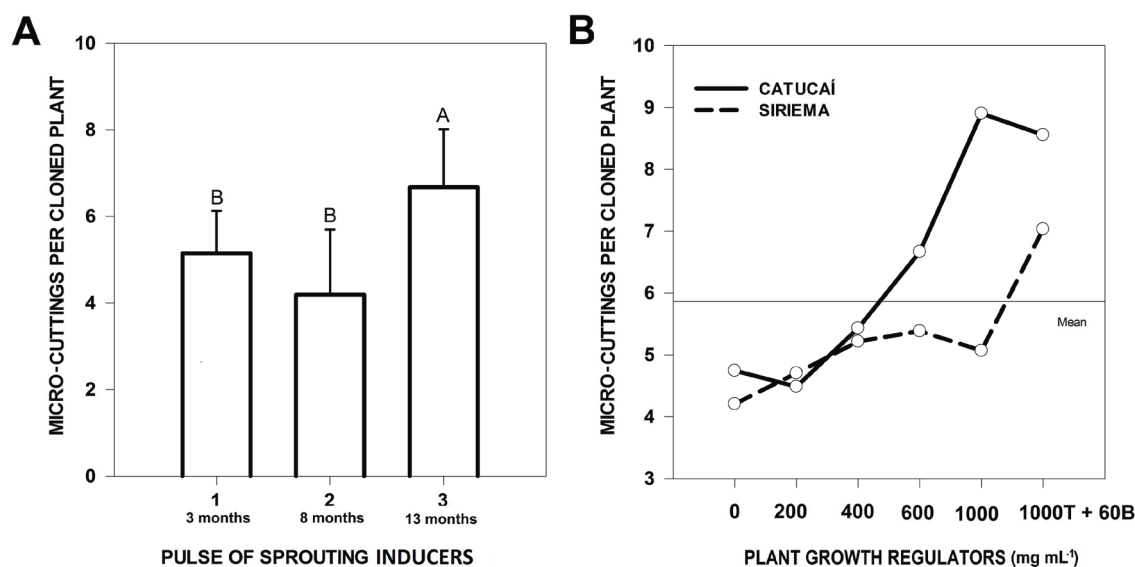 A
MICRO-CUTTINGS PER CLONED PLANT
10
8
6
4
2
0
B
B
A
1
2
3
3 months
8 months
13 months
PULSE OF SPROUTING INDUCERS
B
MICRO-CUTTINGS PER CLONED PLANT
10
9
8
7
6
5
4
3
CATUCAÍ
SIRIEMA
Mean
0 200 400 600 1000 1000T + 60B
PLANT GROWTH REGULATORS (mg mL⁻¹)